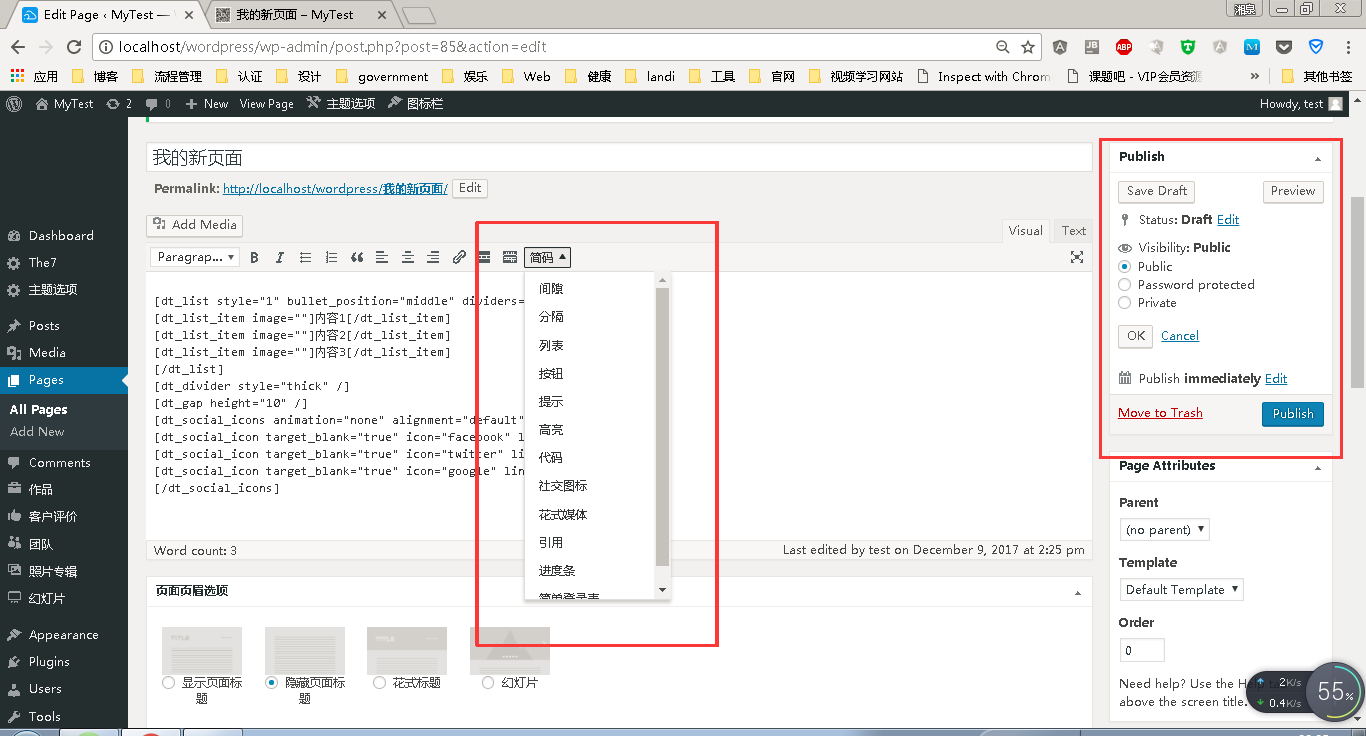 Edit Page ‹ MyTest —
我的新页面 – MyTest
湘泉
localhost/wordpress/wp-admin/post.php?post=85&action=edit
应用 博客 流程管理 认证 设计 government 娱乐 Web 健康 landi 工具 官网 视频学习网站 Inspect with Chrom 课题吧 - VIP会员资源 » 其他书签
MyTest 2 0 + New View Page 主题选项 图标栏 Howdy, test
我的新页面
Permalink: http://localhost/wordpress/我的新页面/ Edit
Add Media
Visual Text
Paragrap... B I 简码
[dt_list style="1" bullet_position="middle" dividers=
[dt_list_item image=""]内容1[/dt_list_item]
[dt_list_item image=""]内容2[/dt_list_item]
[dt_list_item image=""]内容3[/dt_list_item]
[/dt_list]
[dt_divider style="thick" /]
[dt_gap height="10" /]
[dt_social_icons animation="none" alignment="default"
[dt_social_icon target_blank="true" icon="facebook" l
[dt_social_icon target_blank="true" icon="twitter" li
[dt_social_icon target_blank="true" icon="google" lin
[/dt_social_icons]
间隙
分隔
列表
按钮
提示
高亮
代码
社交图标
花式媒体
引用
进度条
简单登录表
Word count: 3
Last edited by test on December 9, 2017 at 2:25 pm
页面页眉选项
TITLE
TITLE
显示页面标题
隐藏页面标题
花式标题
幻灯片
Dashboard
The7
主题选项
Posts
Media
Pages
All Pages
Add New
Comments
作品
客户评价
团队
照片专辑
幻灯片
Appearance
Plugins
Users
Tools
Publish
Save Draft Preview
Status: Draft Edit
Visibility: Public
Public
Password protected
Private
OK Cancel
Publish immediately Edit
Move to Trash Publish
Page Attributes
Parent
(no parent)
Template
Default Template
Order
0
Need help? Use the Help
above the screen title.
2K/s
0.4K/s
55%